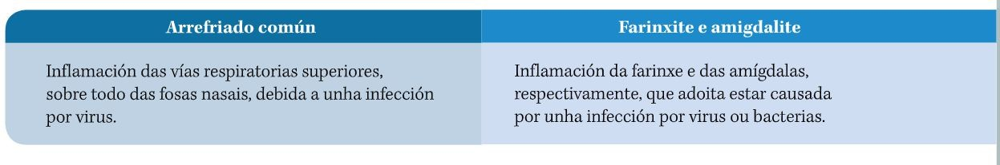 Arrefriado común
Inflamación das vías respiratorias superiores,
sobre todo das fosas nasais, debida a unha infección
por virus.
Farinxite e amigdalite
Inflamación da farinxe e das amígdalas,
respectivamente, que adoita estar causada
por unha infección por virus ou bacterias.